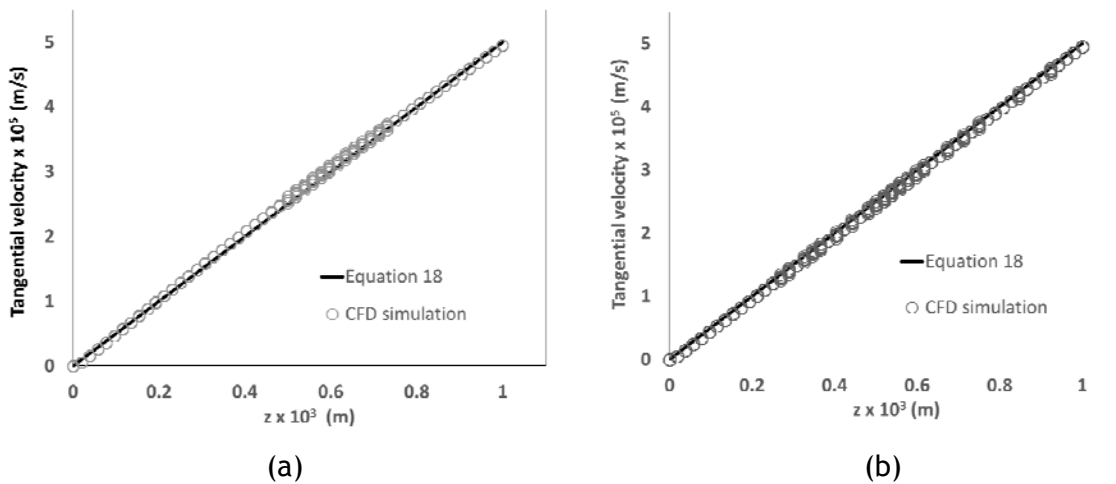 Tangential velocity x 10⁵ (m/s)
5
4
3
2
1
0
Equation 18
CFD simulation
0 0.2 0.4 0.6 0.8 1
z x 10³ (m)
(a)
Tangential velocity x 10⁵ (m/s)
5
4
3
2
1
0
Equation 18
CFD simulation
0 0.2 0.4 0.6 0.8 1
z x 10³ (m)
(b)